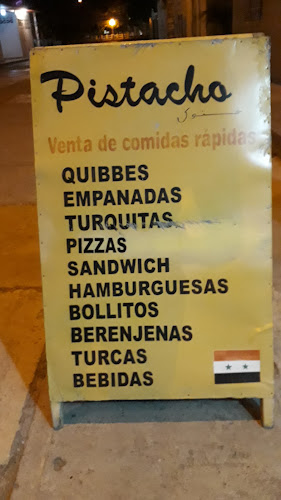 Pistacho
Venta de comidas rápidas
QUIBBES
EMPANADAS
TURQUITAS
PIZZAS
SANDWICH
HAMBURGUESAS
BOLLITOS
BERENJENAS
TURCAS
BEBIDAS